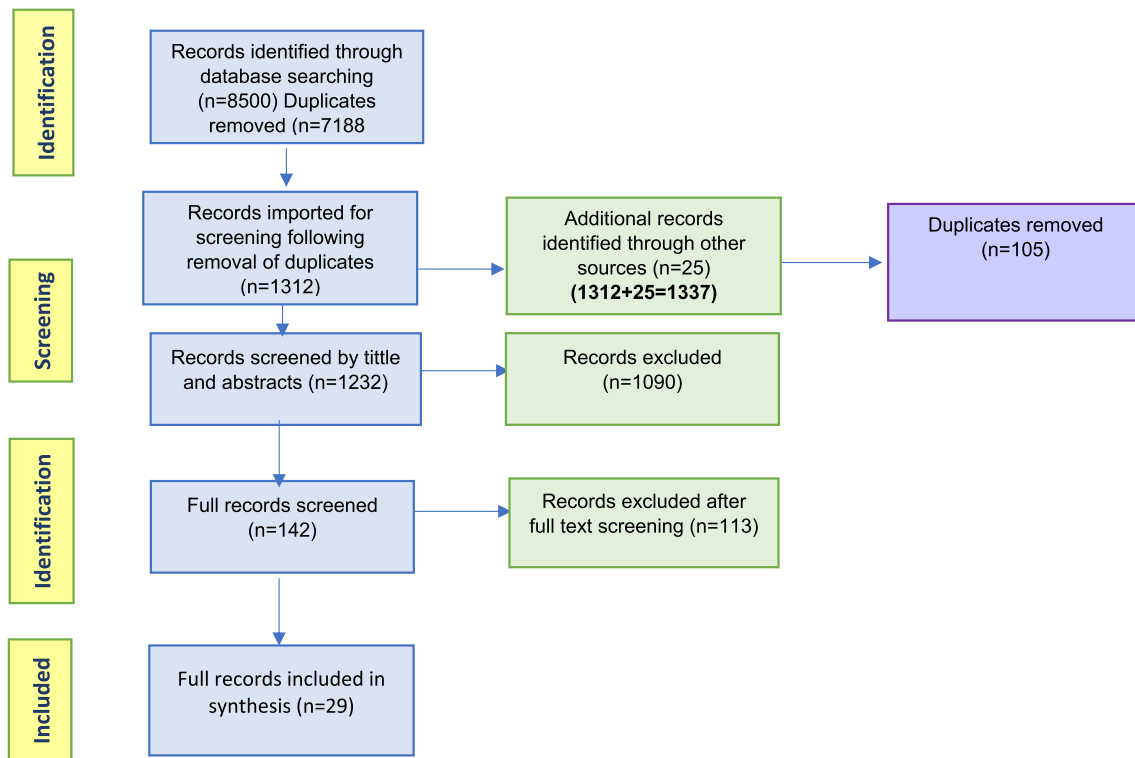 Identification
Records identified through
database searching
(n=8500) Duplicates
removed (n=7188
Records imported for
screening following
removal of duplicates
(n=1312)
Additional records
identified through other
sources (n=25)
(1312+25=1337)
Duplicates removed
(n=105)
Screening
Records screened by tittle
and abstracts (n=1232)
Records excluded
(n=1090)
Identification
Full records screened
(n=142)
Records excluded after
full text screening (n=113)
Included
Full records included in
synthesis (n=29)